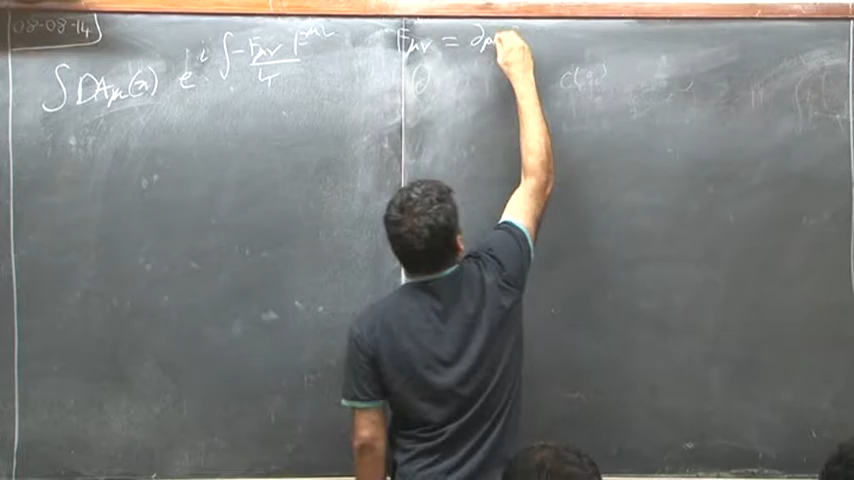 08-08-14
∫ DAμ(x) e^{i ∫ -Fμν F^{μν}/4}
Fμν = ∂μ